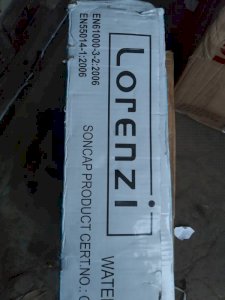 EN61000-3-2:2006
EN55014-1:2006
Lorenzi
SONCAP PRODUCT CERT.NO.:
WATE